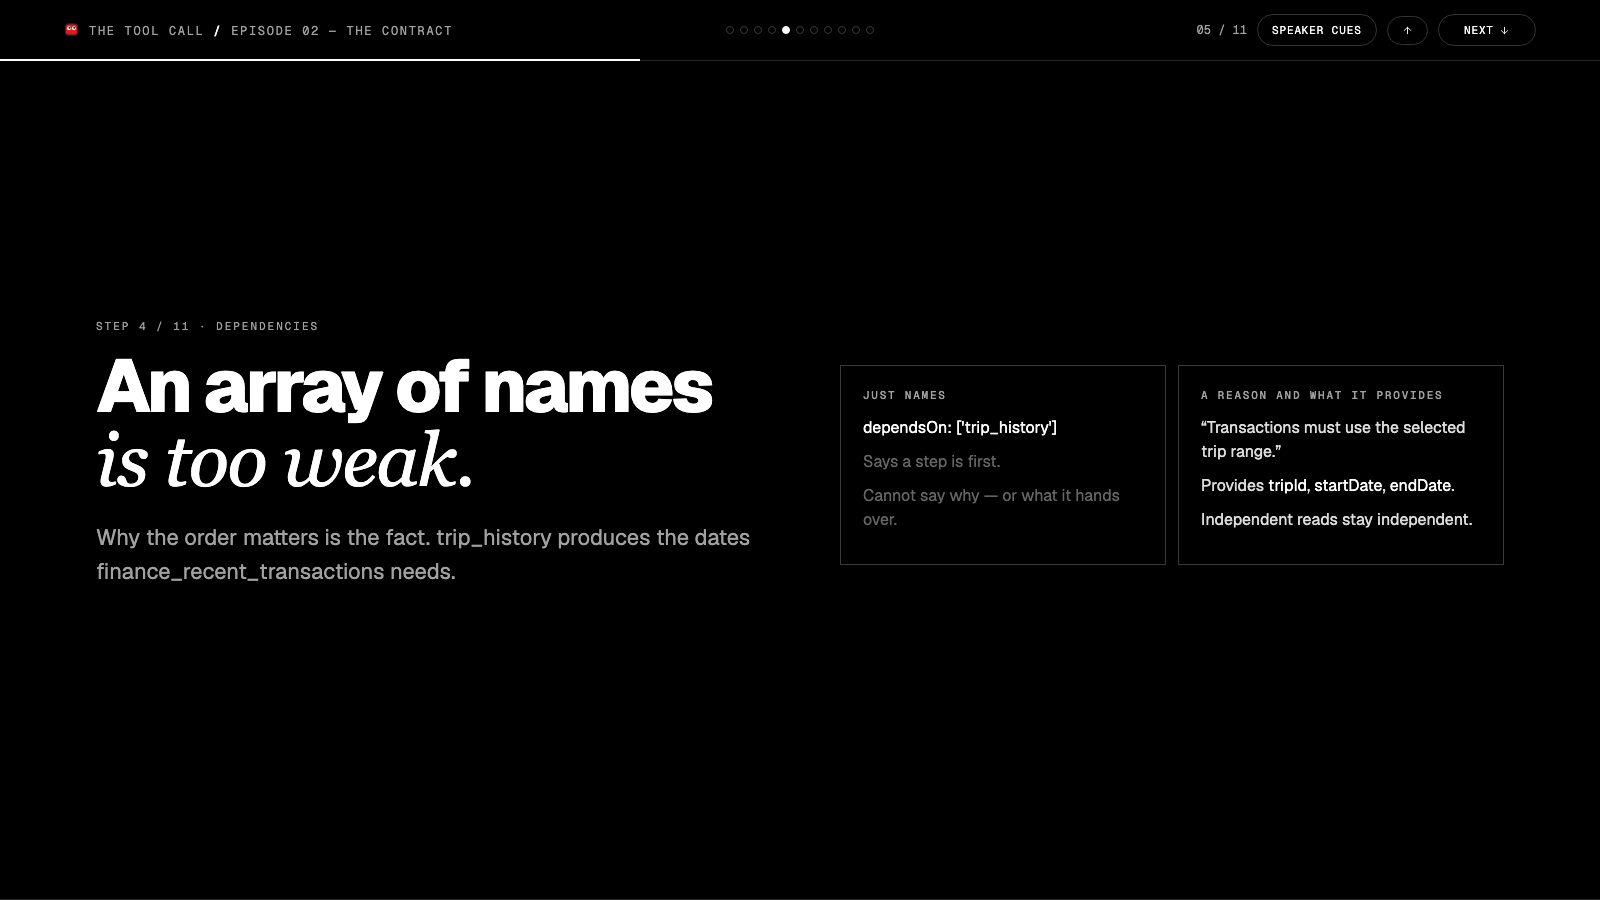 THE TOOL CALL / EPISODE 02 — THE CONTRACT
05 / 11
SPEAKER CUES
↑
NEXT ↓
STEP 4 / 11 · DEPENDENCIES
An array of names
is too weak.
Why the order matters is the fact. trip_history produces the dates
finance_recent_transactions needs.
JUST NAMES
dependsOn: ['trip_history']
Says a step is first.
Cannot say why — or what it hands
over.
A REASON AND WHAT IT PROVIDES
“Transactions must use the selected
trip range.”
Provides tripId, startDate, endDate.
Independent reads stay independent.